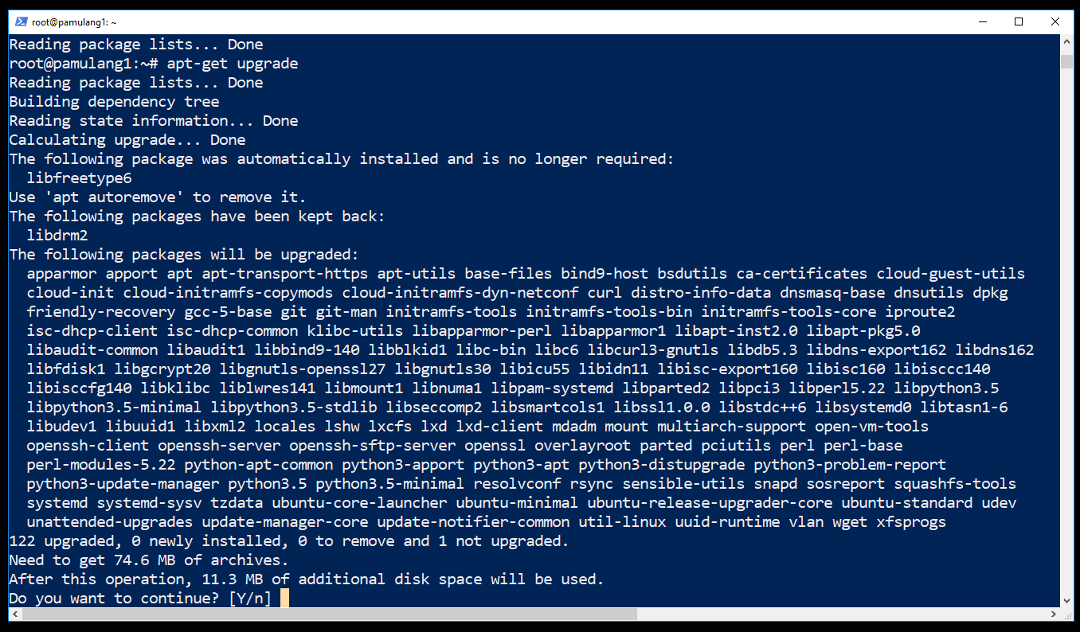 root@pamulang1: ~
Reading package lists... Done
root@pamulang1:~# apt-get upgrade
Reading package lists... Done
Building dependency tree
Reading state information... Done
Calculating upgrade... Done
The following package was automatically installed and is no longer required:
  libfreetype6
Use 'apt autoremove' to remove it.
The following packages have been kept back:
  libdrm2
The following packages will be upgraded:
  apparmor apport apt apt-transport-https apt-utils base-files bind9-host bsdutils ca-certificates cloud-guest-utils
  cloud-init cloud-initramfs-copymods cloud-initramfs-dyn-netconf curl distro-info-data dnsmasq-base dnsutils dpkg
  friendly-recovery gcc-5-base git git-man initramfs-tools initramfs-tools-bin initramfs-tools-core iproute2
  isc-dhcp-client isc-dhcp-common klibc-utils libapparmor-perl libapparmor1 libapt-inst2.0 libapt-pkg5.0
  libaudit-common libaudit1 libbind9-140 libblkid1 libc-bin libc6 libcurl3-gnutls libdb5.3 libdns-export162 libdns162
  libfdisk1 libgcrypt20 libgnutls-openssl27 libgnutls30 libicu55 libidn11 libisc-export160 libisc160 libisccc140
  libisccfg140 libklibc liblwres141 libmount1 libnuma1 libpam-systemd libparted2 libpci3 libperl5.22 libpython3.5
  libpython3.5-minimal libpython3.5-stdlib libseccomp2 libsmartcols1 libssl1.0.0 libstdc++6 libsystemd0 libtasn1-6
  libudev1 libuuid1 libxml2 locales lshw lxcfs lxd lxd-client mdadm mount multiarch-support open-vm-tools
  openssh-client openssh-server openssh-sftp-server openssl overlayroot parted pciutils perl perl-base
  perl-modules-5.22 python-apt-common python3-apport python3-apt python3-distupgrade python3-problem-report
  python3-update-manager python3.5 python3.5-minimal resolvconf rsync sensible-utils snapd sosreport squashfs-tools
  systemd systemd-sysv tzdata ubuntu-core-launcher ubuntu-minimal ubuntu-release-upgrader-core ubuntu-standard udev
  unattended-upgrades update-manager-core update-notifier-common util-linux uuid-runtime vlan wget xfsprogs
122 upgraded, 0 newly installed, 0 to remove and 1 not upgraded.
Need to get 74.6 MB of archives.
After this operation, 11.3 MB of additional disk space will be used.
Do you want to continue? [Y/n]